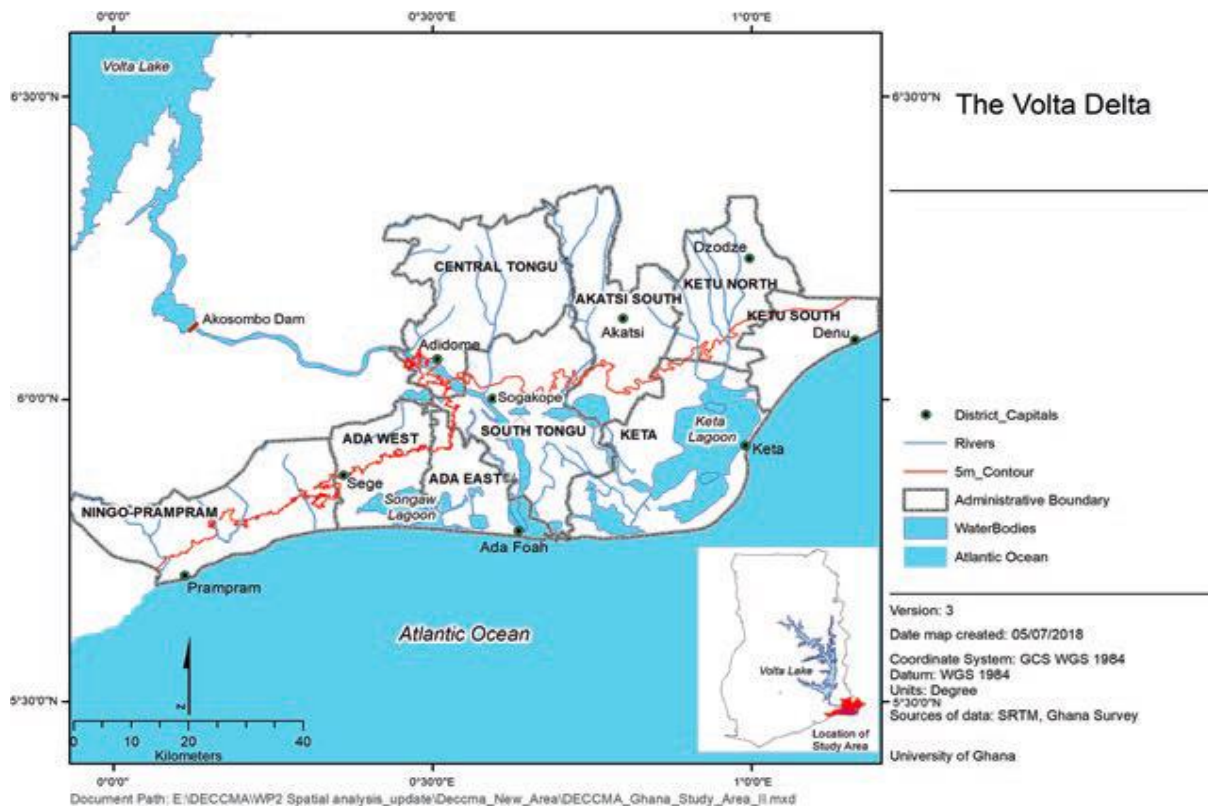 0°0'0"
0°30'0"
1°0'0"E
Volta Lake
6°30'0"N
6°30'0"N
The Volta Delta
Dzodze
CENTRAL TONGU
KETU NORTH
AKATSI SOUTH
KETU SOUTH
Akosombo Dam
Akatsi
Denu
Adidome
6°0'0"N
6°0'0"N
Sogakope
District_Capitals
SOUTH TONGU
KETA
Keta
Lagoon
ADA WEST
Rivers
Keta
5m_Contour
Sege
ADA EAST
Administrative Boundary
NINGO-PRAMPRAM
Songaw
Lagoon
WaterBodies
Ada Foah
Atlantic Ocean
Prampram
Atlantic Ocean
Volta Lake
Location of
Study Area
Version: 3
Date map created: 05/07/2018
Coordinate System: GCS WGS 1984
Datum: WGS 1984
Units: Degree
5°30'0"N
5°30'0"N
Sources of data: SRTM, Ghana Survey
University of Ghana
Z
0 20 40
Kilometers
0°0'0"
0°30'0"E
1°0'0"E
Document Path: E:\DECCMA\WP2 Spatial analysis_update\Deccma_New_Area\DECCMA_Ghana_Study_Area_II.mxd